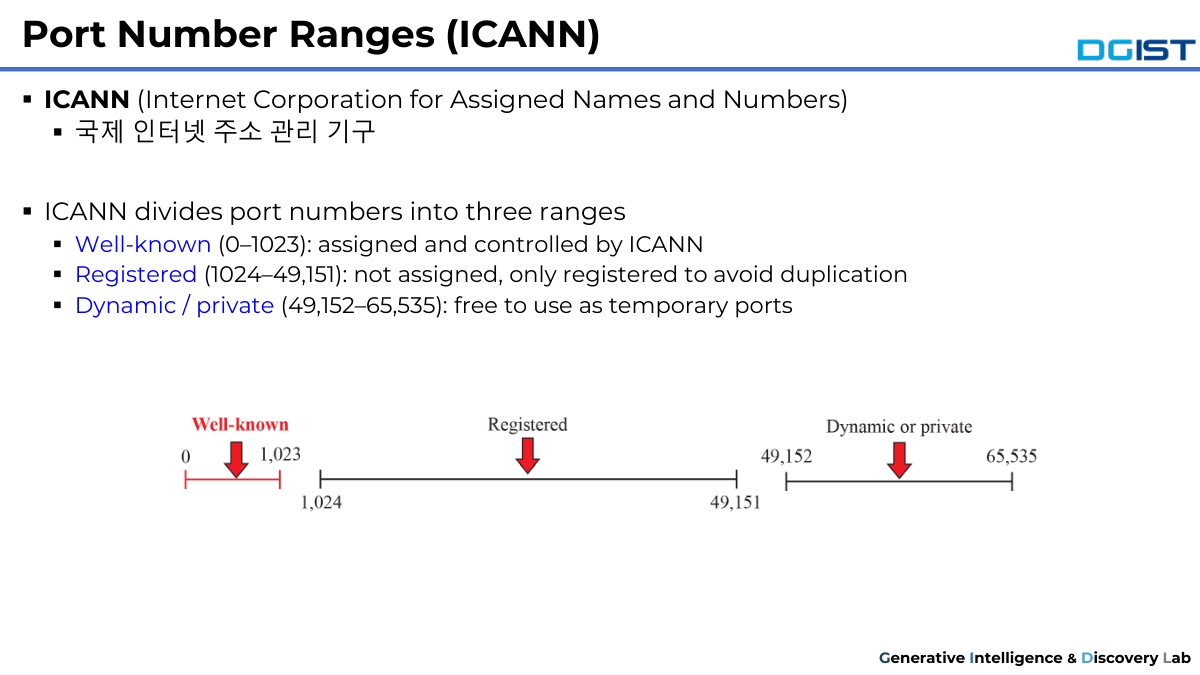 Port Number Ranges (ICANN)
DGIST
▪ ICANN (Internet Corporation for Assigned Names and Numbers)
▪ 국제 인터넷 주소 관리 기구
▪ ICANN divides port numbers into three ranges
▪ Well-known (0–1023): assigned and controlled by ICANN
▪ Registered (1024–49,151): not assigned, only registered to avoid duplication
▪ Dynamic / private (49,152–65,535): free to use as temporary ports
Well-known Registered Dynamic or private
0 1,023 49,152 65,535
1,024 49,151
Generative Intelligence & Discovery Lab